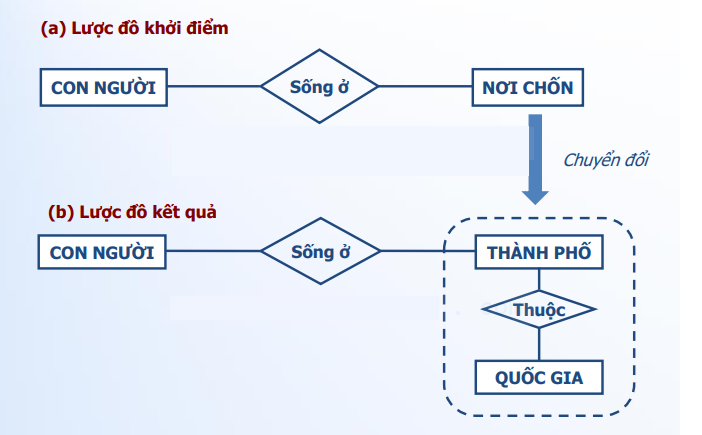 (a) Lược đồ khởi điểm
CON NGƯỜI
Sống ở
NƠI CHỐN
Chuyển đổi
(b) Lược đồ kết quả
CON NGƯỜI
Sống ở
THÀNH PHỐ
Thuộc
QUỐC GIA